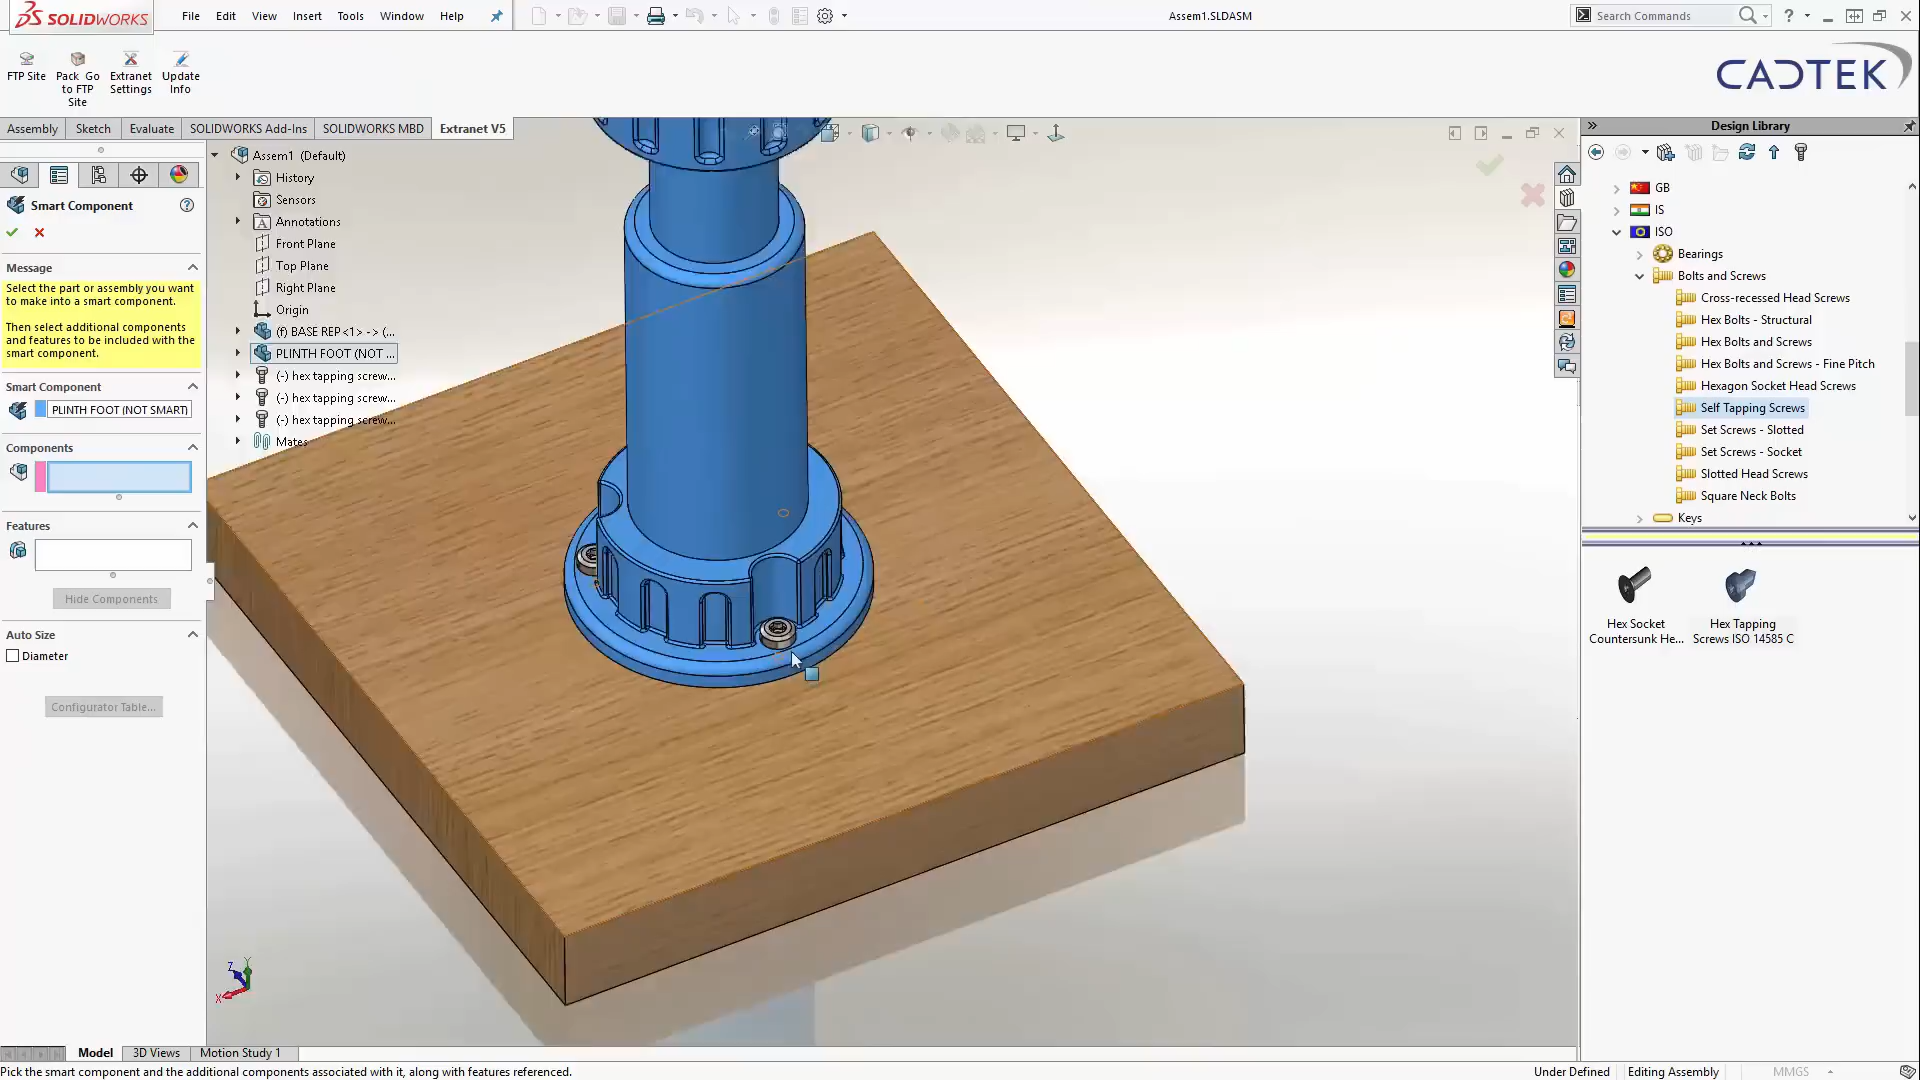 SOLIDWORKS
File Edit View Insert Tools Window Help
Assem1.SLDASM
Search Commands
FTP Site
Pack Go to FTP Site
Extranet Settings
Update Info
CADTEK
Assembly Sketch Evaluate SOLIDWORKS Add-Ins SOLIDWORKS MBD Extranet V5
Smart Component
Message
Select the part or assembly you want
to make into a smart component.
Then select additional components
and features to be included with the
smart component.
Smart Component
PLINTH FOOT (NOT SMART)
Components
Features
Hide Components
Auto Size
Diameter
Configurator Table...
Assem1 (Default)
History
Sensors
Annotations
Front Plane
Top Plane
Right Plane
Origin
(f) BASE REP<1> -> (...
PLINTH FOOT (NOT ...
(-) hex tapping screw...
(-) hex tapping screw...
(-) hex tapping screw...
Mates
Z Y X
Design Library
GB
IS
ISO
Bearings
Bolts and Screws
Cross-recessed Head Screws
Hex Bolts - Structural
Hex Bolts and Screws
Hex Bolts and Screws - Fine Pitch
Hexagon Socket Head Screws
Self Tapping Screws
Set Screws - Slotted
Set Screws - Socket
Slotted Head Screws
Square Neck Bolts
Keys
Hex Socket
Countersunk He...
Hex Tapping
Screws ISO 14585 C
Model 3D Views Motion Study 1
Pick the smart component and the additional components associated with it, along with features referenced.
Under Defined Editing Assembly MMGS